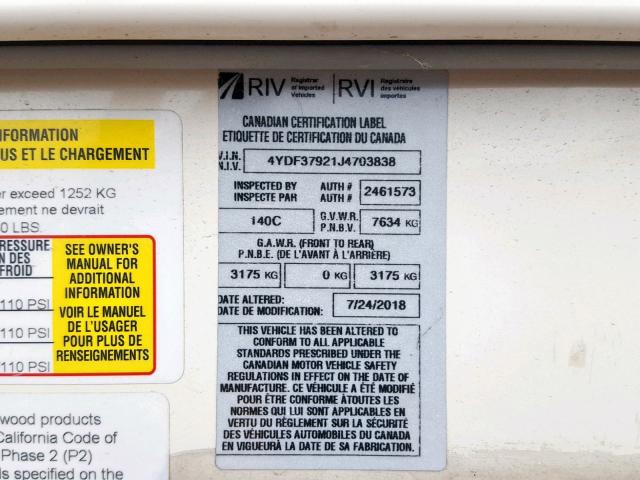 RIV Registrar of Imported Vehicles RVI Registraire des véhicules importés
CANADIAN CERTIFICATION LABEL
ETIQUETTE DE CERTIFICATION DU CANADA
V.I.N. N.I.V. 4YDF37921J4703838
INSPECTED BY INSPECTE PAR AUTH # AUTH # 2461573
140C G.V.W.R. P.N.B.V. 7634 KG
G.A.W.R. (FRONT TO REAR)
P.N.B.E. (DE L'AVANT À L'ARRIÈRE)
3175 KG 0 KG 3175 KG
DATE ALTERED:
DATE DE MODIFICATION: 7/24/2018
THIS VEHICLE HAS BEEN ALTERED TO
CONFORM TO ALL APPLICABLE
STANDARDS PRESCRIBED UNDER THE
CANADIAN MOTOR VEHICLE SAFETY
REGULATIONS IN EFFECT ON THE DATE OF
MANUFACTURE. CE VÉHICULE A ÉTÉ MODIFIÉ
POUR ÊTRE CONFORME ÀTOUTES LES
NORMES QUI LUI SONT APPLICABLES EN
VERTU DU RÈGLEMENT SUR LA SÉCURITÉ
DES VÉHICULES AUTOMOBILES DU CANADA
EN VIGUEURÀ LA DATE DE SA FABRICATION.
INFORMATION
US ET LE CHARGEMENT
er exceed 1252 KG
ement ne devrait
0 LBS.
RESSURE
N DES
FROID
110 PSI
110 PSI
110 PSI
SEE OWNER'S
MANUAL FOR
ADDITIONAL
INFORMATION
VOIR LE MANUEL
DE L'USAGER
POUR PLUS DE
RENSEIGNEMENTS
wood products
California Code of
Phase 2 (P2)
ls specified on the